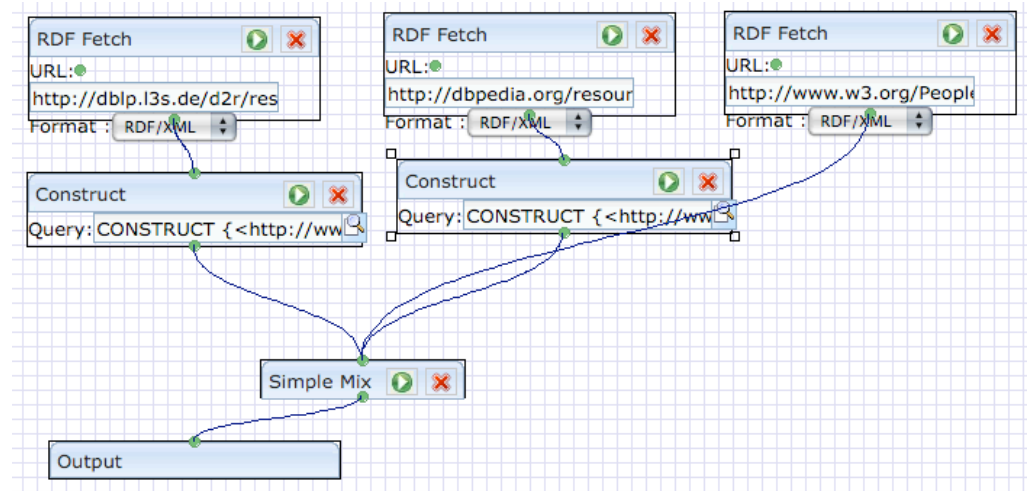 RDF Fetch
URL:
http://dblp.l3s.de/d2r/res
Format : RDF/XML
RDF Fetch
URL:
http://dbpedia.org/resour
Format : RDF/XML
RDF Fetch
URL:
http://www.w3.org/People
Format : RDF/XML
Construct
Query: CONSTRUCT {<http://ww
Construct
Query: CONSTRUCT {<http://ww
Simple Mix
Output